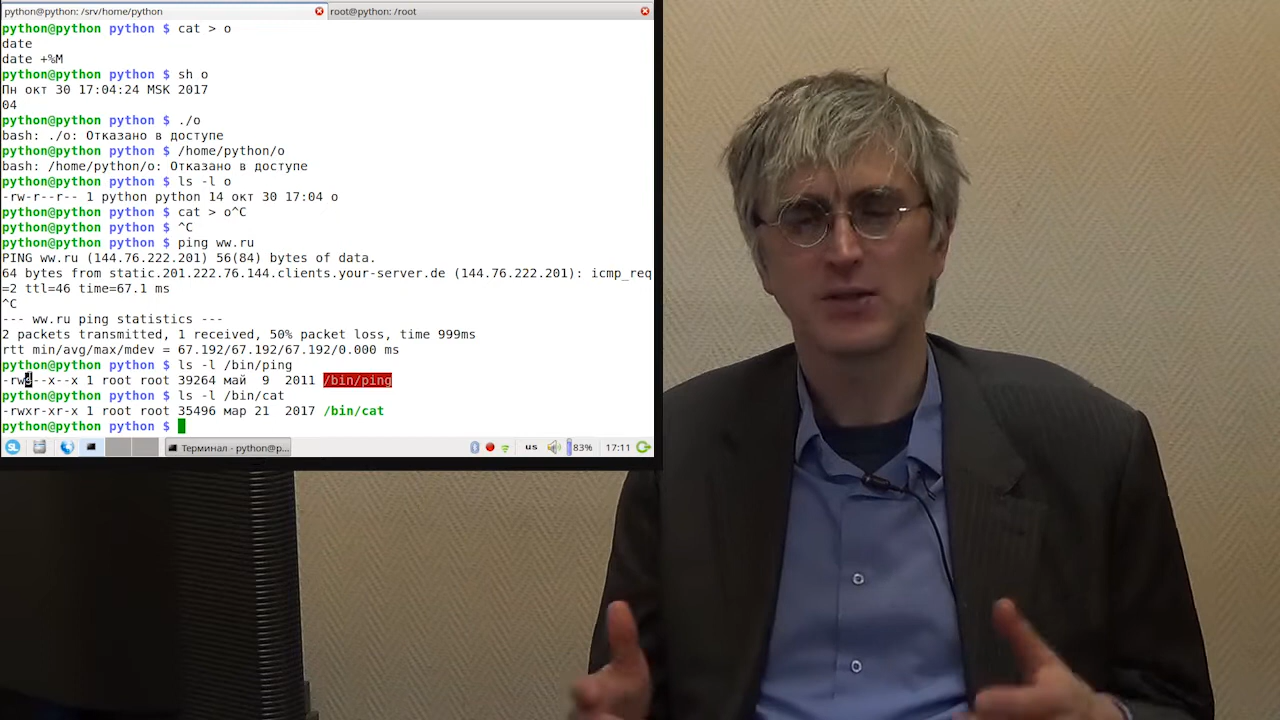 python@python: /srv/home/python
root@python: /root
python@python python $ cat > o
date
date +%M
python@python python $ sh o
Пн окт 30 17:04:24 MSK 2017
04
python@python python $ ./o
bash: ./o: Отказано в доступе
python@python python $ /home/python/o
bash: /home/python/o: Отказано в доступе
python@python python $ ls -l o
-rw-r--r-- 1 python python 14 окт 30 17:04 o
python@python python $ cat > o^C
python@python python $ ^C
python@python python $ ping ww.ru
PING ww.ru (144.76.222.201) 56(84) bytes of data.
64 bytes from static.201.222.76.144.clients.your-server.de (144.76.222.201): icmp_req
=2 ttl=46 time=67.1 ms
^C
--- ww.ru ping statistics ---
2 packets transmitted, 1 received, 50% packet loss, time 999ms
rtt min/avg/max/mdev = 67.192/67.192/67.192/0.000 ms
python@python python $ ls -l /bin/ping
-rws--x--x 1 root root 39264 май  9  2011 /bin/ping
python@python python $ ls -l /bin/cat
-rwxr-xr-x 1 root root 35496 мар 21  2017 /bin/cat
python@python python $
SL
Терминал - python@p...
us
83%
17:11